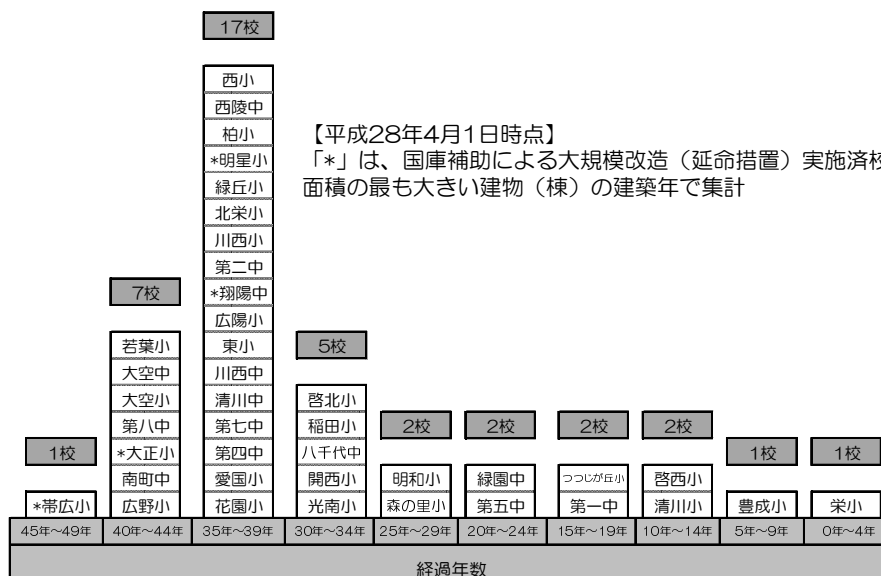 17校
西小
西陵中
柏小
*明星小
緑丘小
北栄小
川西小
第二中
*翔陽中
広陽小
東小
川西中
清川中
第七中
第四中
愛国小
花園小
【平成28年4月1日時点】
「*」は、国庫補助による大規模改造（延命措置）実施済校
面積の最も大きい建物（棟）の建築年で集計
7校
若葉小
大空中
大空小
第八中
*大正小
南町中
広野小
5校
啓北小
稲田小
八千代中
開西小
光南小
1校
*帯広小
2校
明和小
森の里小
2校
緑園中
第五中
2校
つつじが丘小
第一中
2校
啓西小
清川小
1校
豊成小
1校
栄小
45年～49年 40年～44年 35年～39年 30年～34年 25年～29年 20年～24年 15年～19年 10年～14年 5年～9年 0年～4年
経過年数